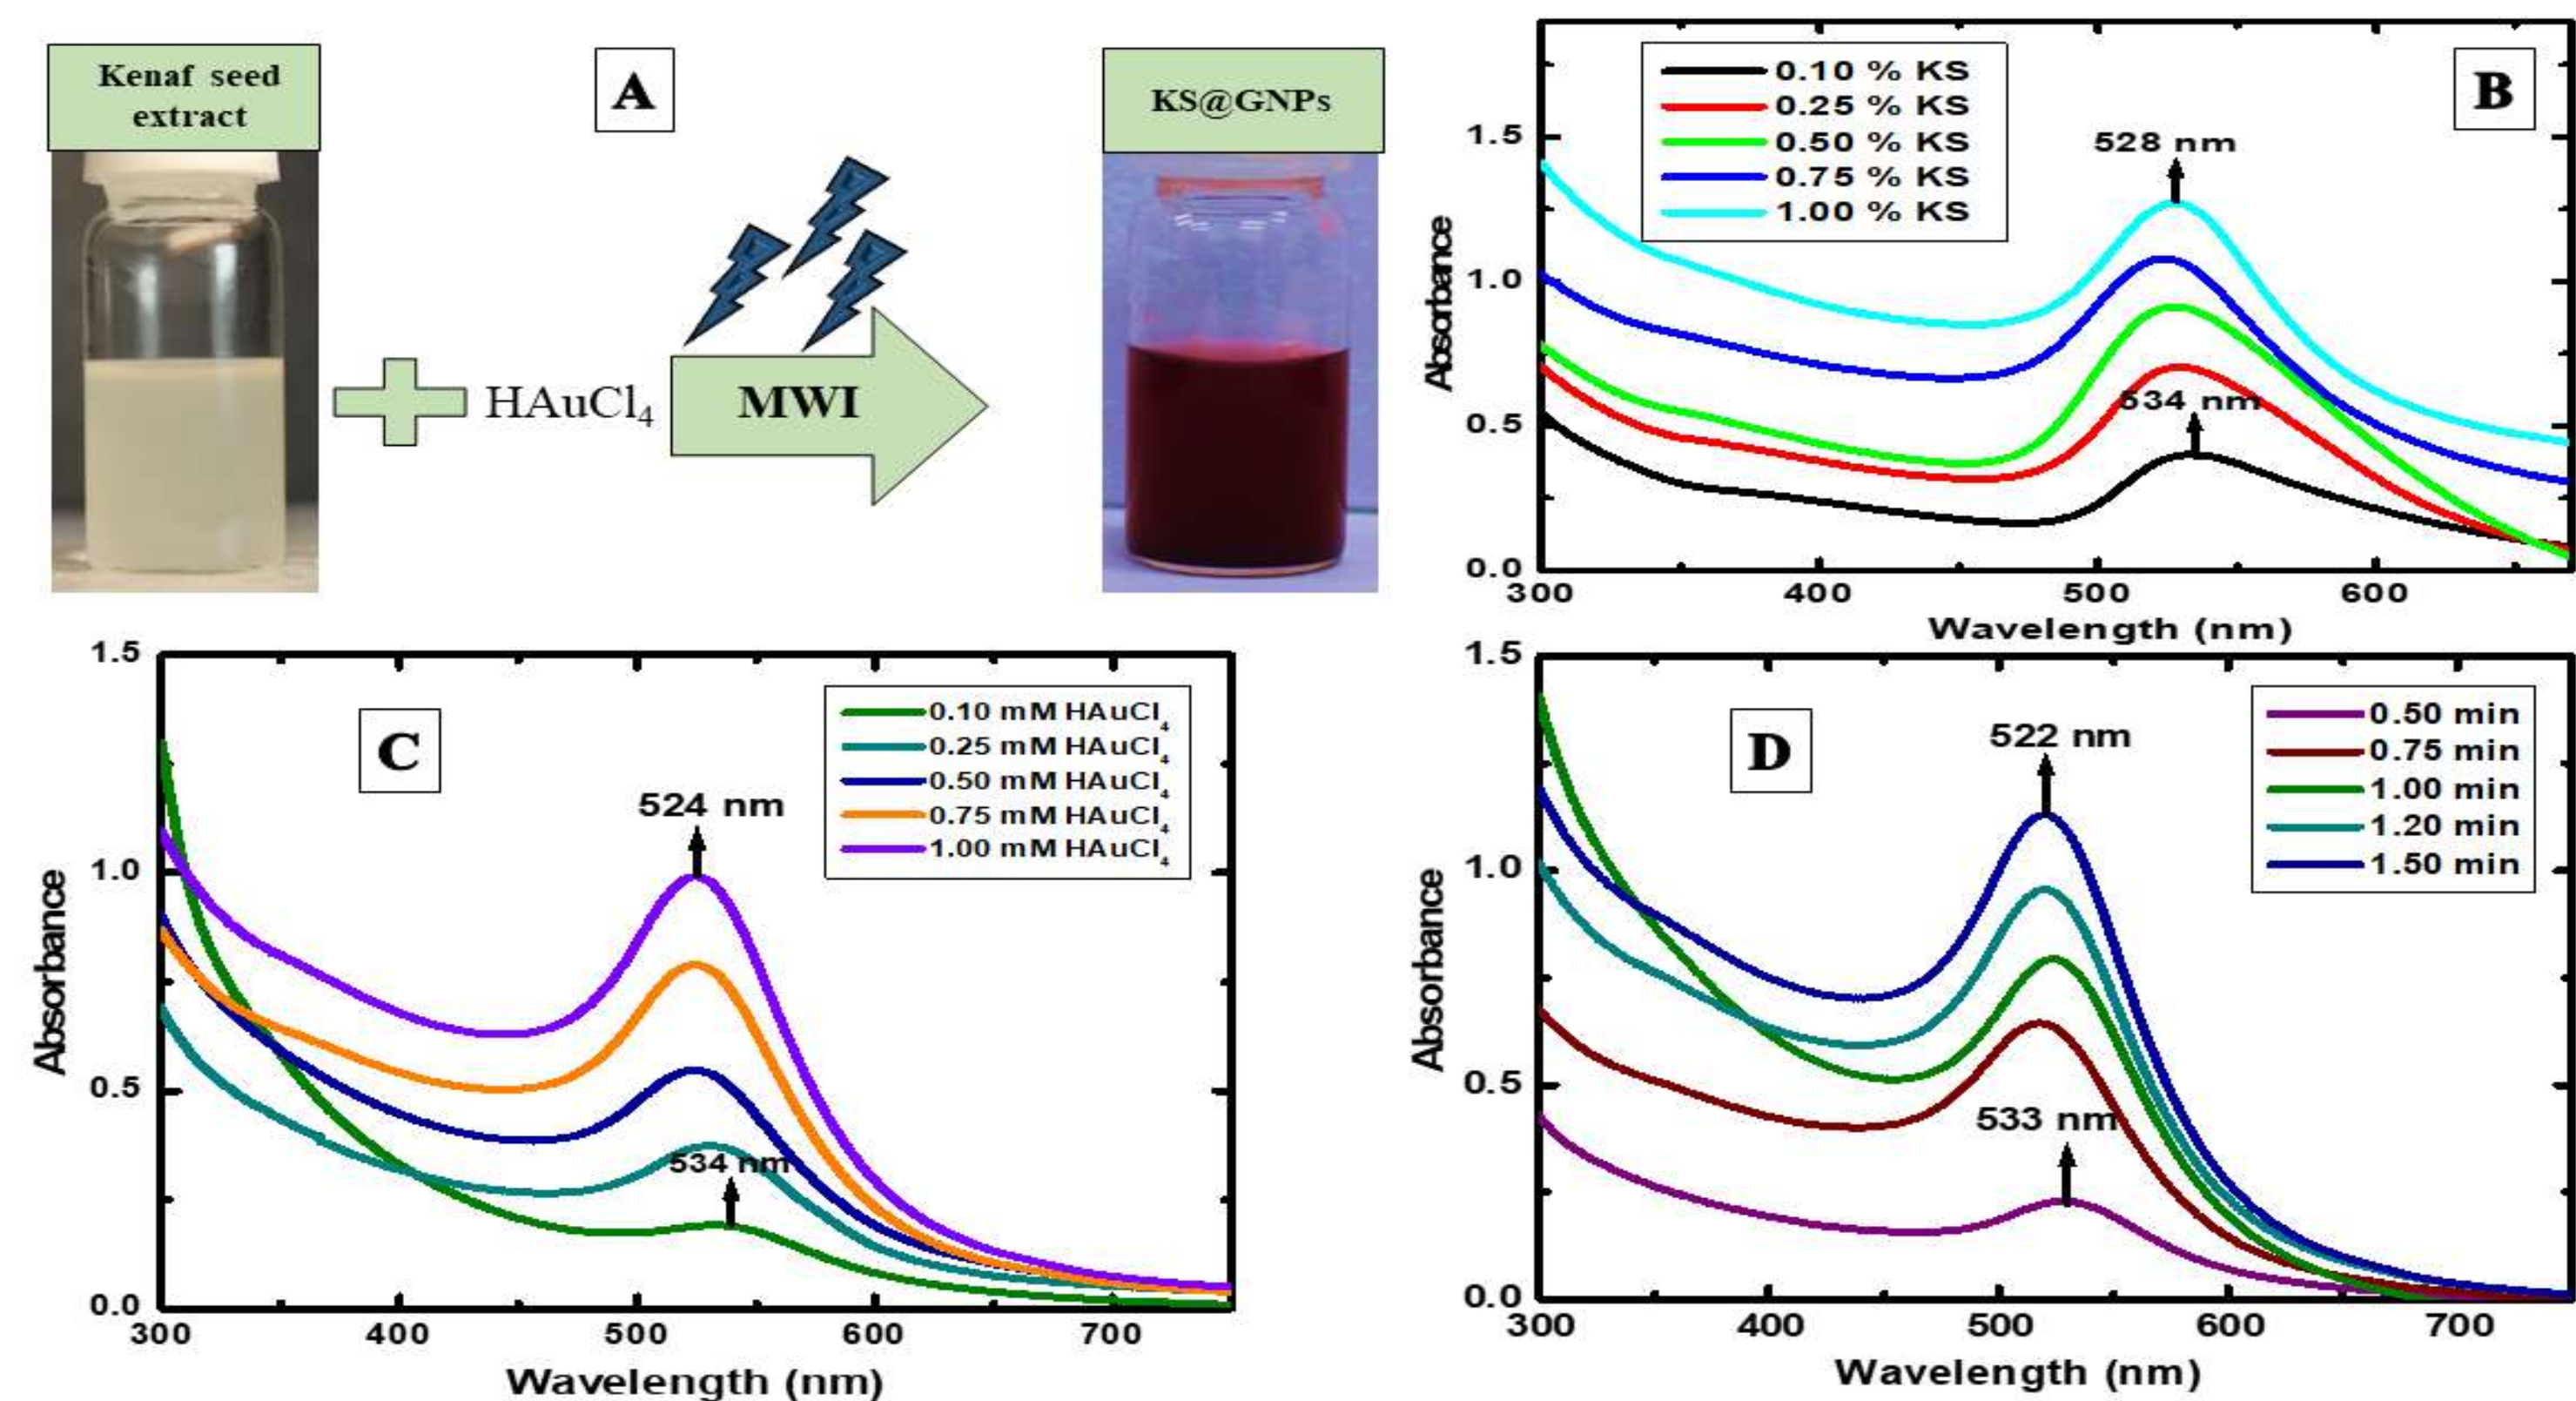 Kenaf seed
extract
A
KS@GNPs
HAuCl₄
MWI
B
0.10 % KS
0.25 % KS
0.50 % KS
0.75 % KS
1.00 % KS
528 nm
534 nm
Absorbance
1.5
1.0
0.5
0.0
300 400 500 600
Wavelength (nm)
C
0.10 mM HAuCl₄
0.25 mM HAuCl₄
0.50 mM HAuCl₄
0.75 mM HAuCl₄
1.00 mM HAuCl₄
524 nm
534 nm
Absorbance
1.5
1.0
0.5
0.0
300 400 500 600 700
Wavelength (nm)
D
0.50 min
0.75 min
1.00 min
1.20 min
1.50 min
522 nm
533 nm
Absorbance
1.5
1.0
0.5
0.0
300 400 500 600 700
Wavelength (nm)